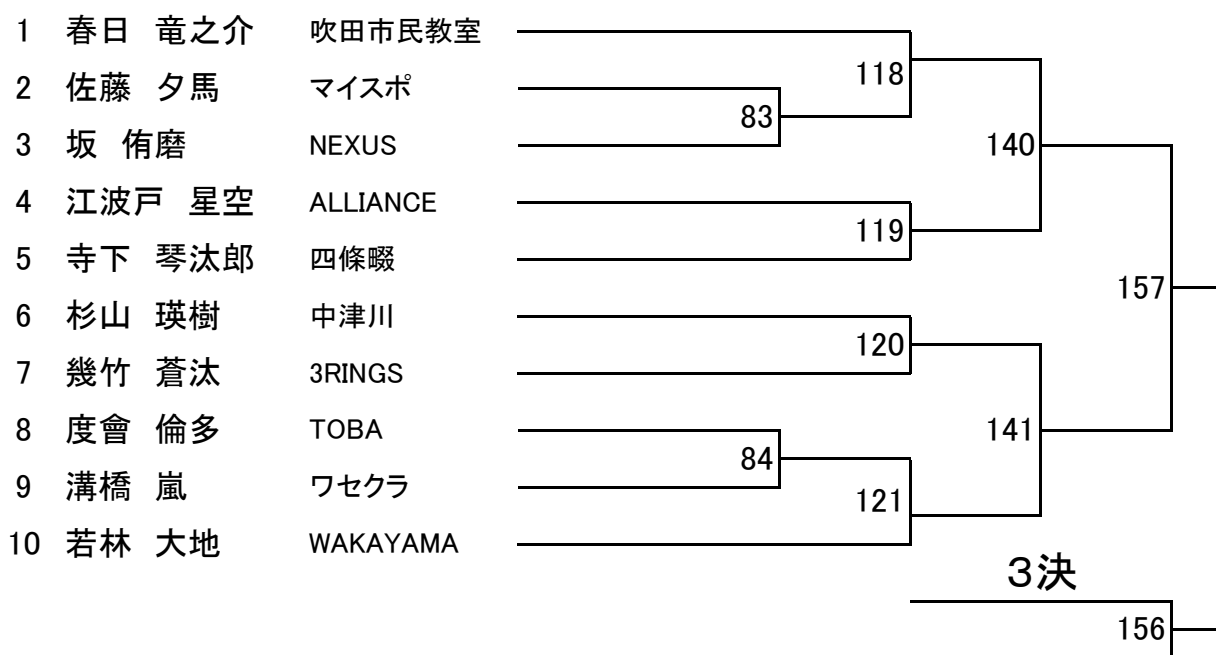 1 春日 竜之介 吹田市民教室
118
2 佐藤 夕馬 マイスポ
83
3 坂 侑磨 NEXUS
140
4 江波戸 星空 ALLIANCE
119
5 寺下 琴汰郎 四條畷
157
6 杉山 瑛樹 中津川
120
7 幾竹 蒼汰 3RINGS
8 度會 倫多 TOBA
141
84
9 溝橋 嵐 ワセクラ
121
10 若林 大地 WAKAYAMA
３決
156